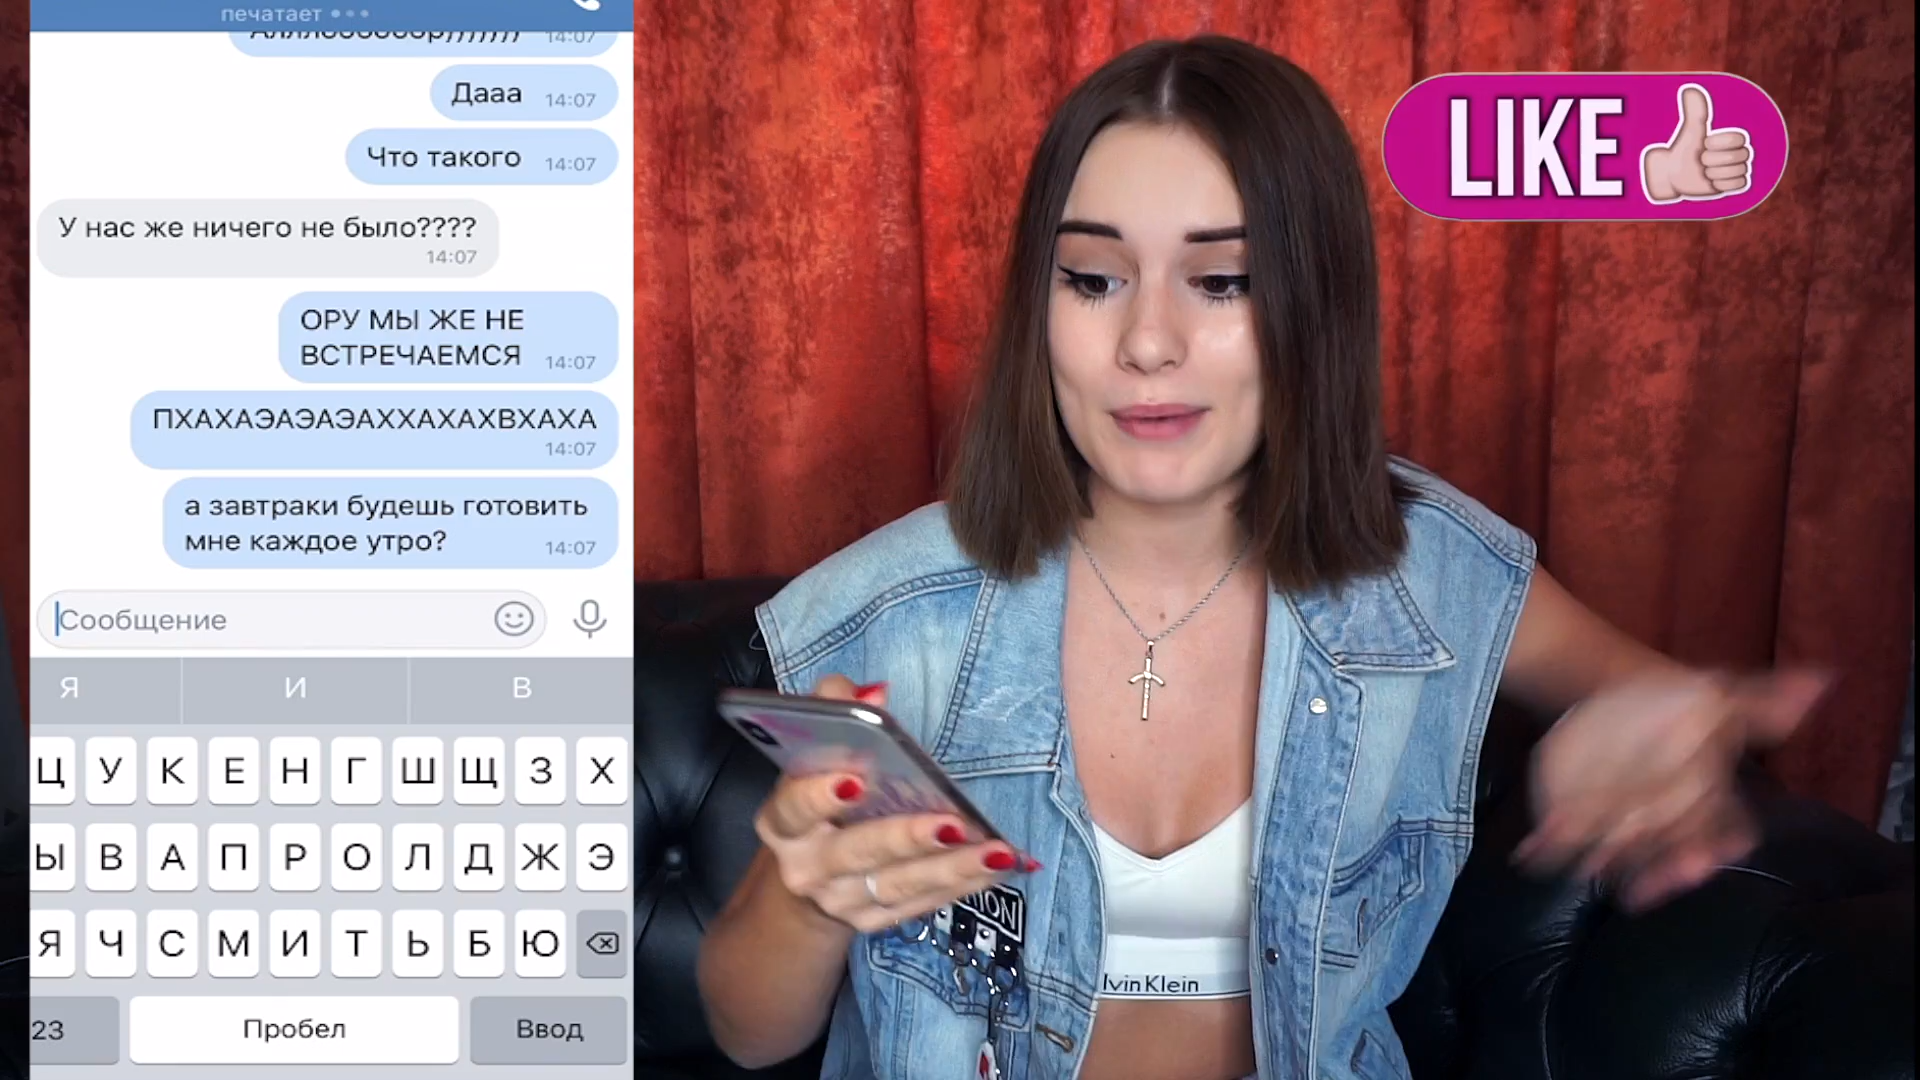 печатает
14:07
Дааа 14:07
Что такого 14:07
У нас же ничего не было????
14:07
ОРУ МЫ ЖЕ НЕ
ВСТРЕЧАЕМСЯ 14:07
ПХАХАЭАЭАЭАХХАХАХВХАХА
14:07
а завтраки будешь готовить
мне каждое утро? 14:07
Сообщение
Я И В
Ц У К Е Н Г Ш Щ З Х
Ы В А П Р О Л Д Ж Э
Я Ч С М И Т Ь Б Ю
23 Пробел Ввод
LIKE
lvin Klein